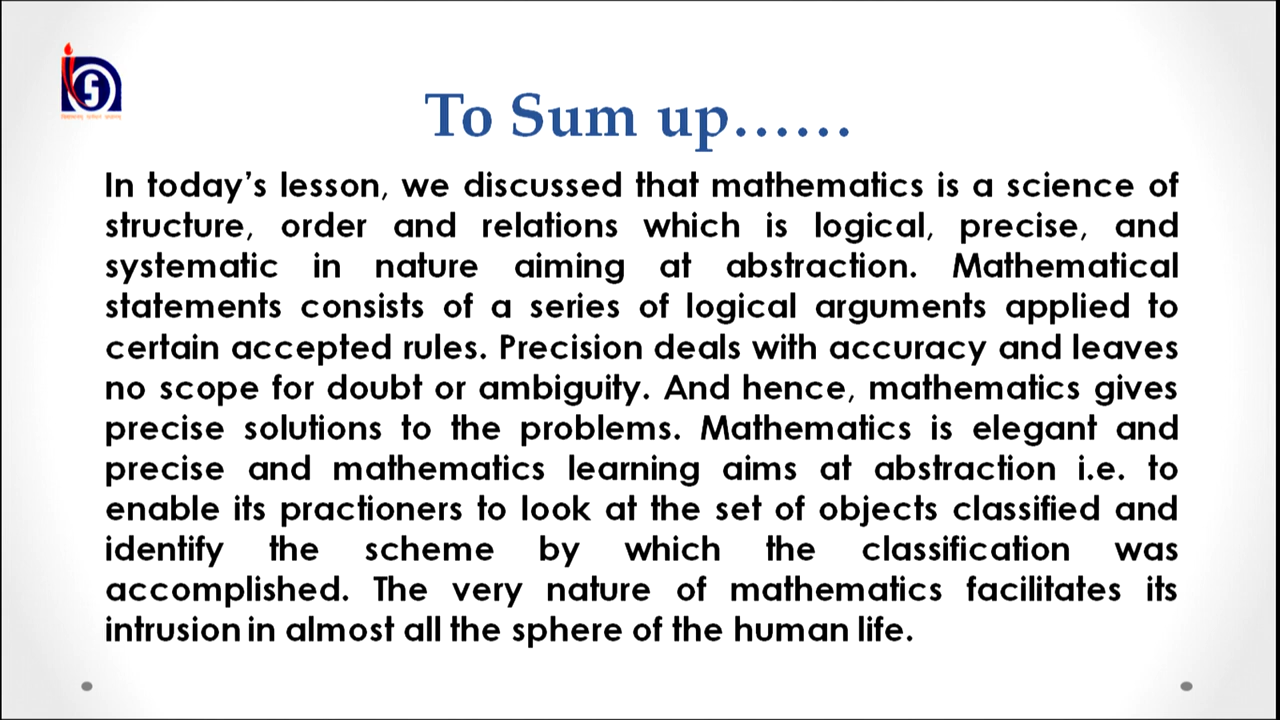 To Sum up......
In today's lesson, we discussed that mathematics is a science of
structure, order and relations which is logical, precise, and
systematic in nature aiming at abstraction. Mathematical
statements consists of a series of logical arguments applied to
certain accepted rules. Precision deals with accuracy and leaves
no scope for doubt or ambiguity. And hence, mathematics gives
precise solutions to the problems. Mathematics is elegant and
precise and mathematics learning aims at abstraction i.e. to
enable its practioners to look at the set of objects classified and
identify the scheme by which the classification was
accomplished. The very nature of mathematics facilitates its
intrusion in almost all the sphere of the human life.